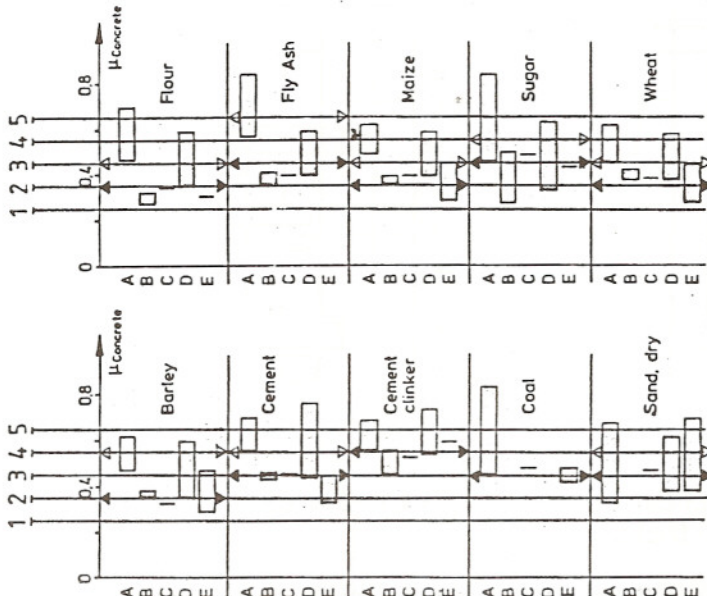 μConcrete
0.8
0.4
0
5
4
3
2
1
Flour
A
B
C
D
E
Fly Ash
A
B
C
D
E
Maize
A
B
C
D
E
Sugar
A
B
C
D
E
Wheat
A
B
C
D
E
μConcrete
0.8
0.4
0
5
4
3
2
1
Barley
A
B
C
D
E
Cement
A
B
C
D
E
Cement
clinker
A
B
C
D
E
Coal
A
B
C
D
E
Sand, dry
A
B
C
D
E